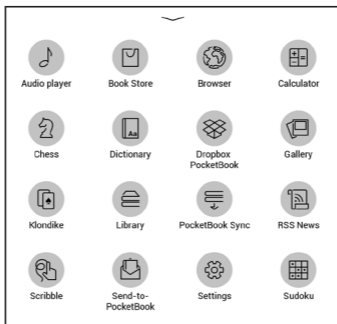 Audio player Book Store Browser Calculator
Aa
Chess Dictionary Dropbox PocketBook Gallery
Klondike Library PocketBook Sync RSS News
Scribble Send-to-PocketBook Settings Sudoku